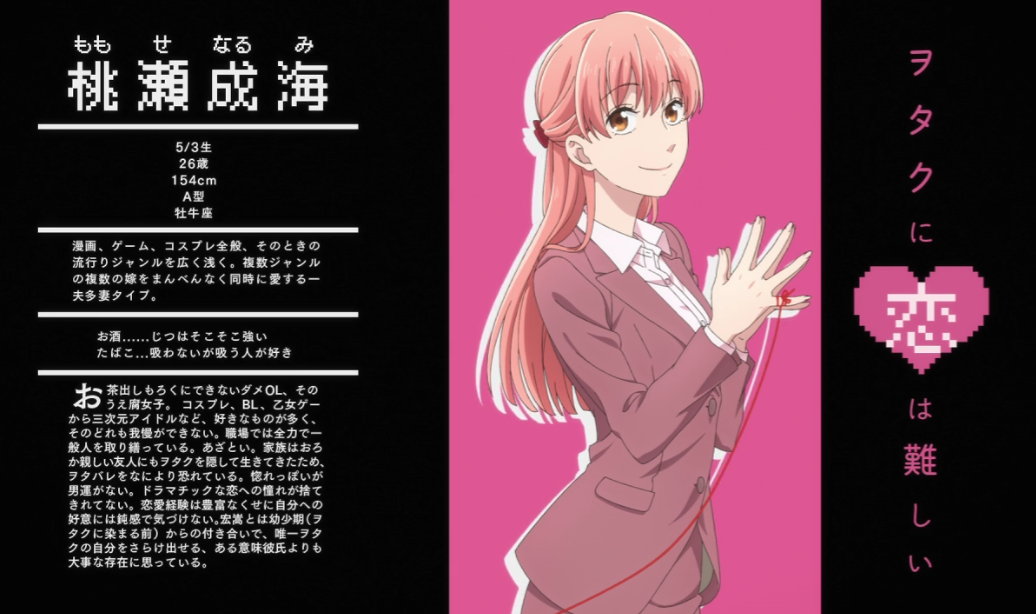 もも せ なる み
桃瀬成海
5/3生
26歳
154cm
A型
牡牛座
漫画、ゲーム、コスプレ全般、そのときの
流行りジャンルを広く浅く。複数ジャンル
の複数の嫁をまんべんなく同時に愛する一
夫多妻タイプ。
お酒……じつはそこそこ強い
たばこ…吸わないが吸う人が好き
お茶出しもろくにできないダメOL、その
うえ腐女子。コスプレ、BL、乙女ゲー
から三次元アイドルなど、好きなものが多く、
そのどれも我慢ができない。職場では全力で一
般人を取り繕っている。あざとい。家族はおろ
か親しい友人にもヲタクを隠して生きてきたため、
ヲタバレをなにより恐れている。惚れっぽいが
男運がない。ドラマチックな恋への憧れが捨て
きれてない。恋愛経験は豊富なくせに自分への
好意には鈍感で気づけない。宏嵩とは幼少期(ヲ
タクに染まる前)からの付き合いで、唯一ヲタ
クの自分をさらけ出せる、ある意味彼氏よりも
大事な存在に思っている。
ヲタクに恋は難しい